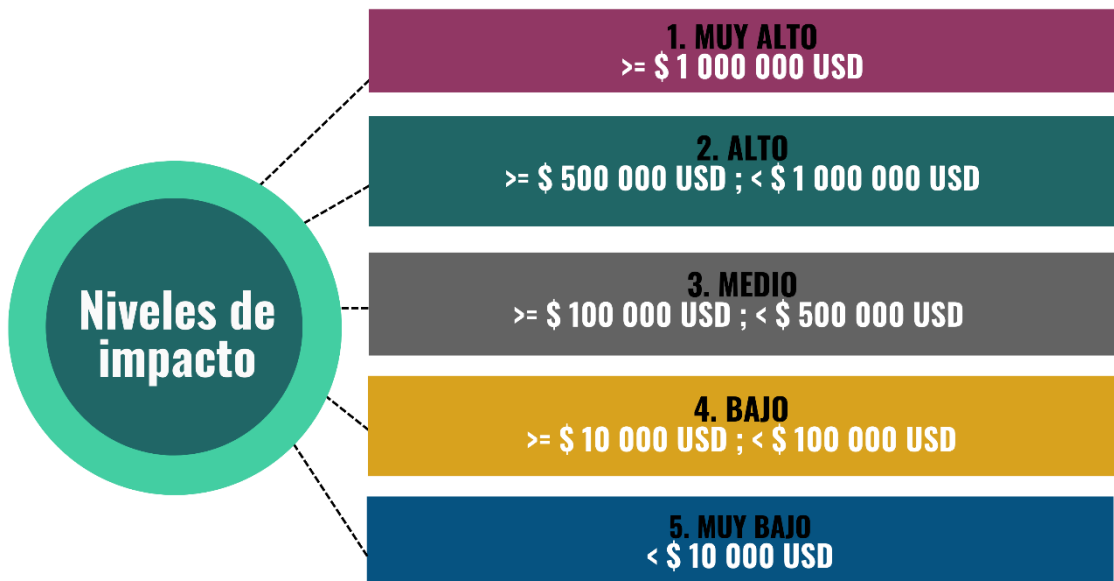 1. MUY ALTO
>= $ 1 000 000 USD
2. ALTO
>= $ 500 000 USD ; < $ 1 000 000 USD
Niveles de
impacto
3. MEDIO
>= $ 100 000 USD ; < $ 500 000 USD
4. BAJO
>= $ 10 000 USD ; < $ 100 000 USD
5. MUY BAJO
< $ 10 000 USD